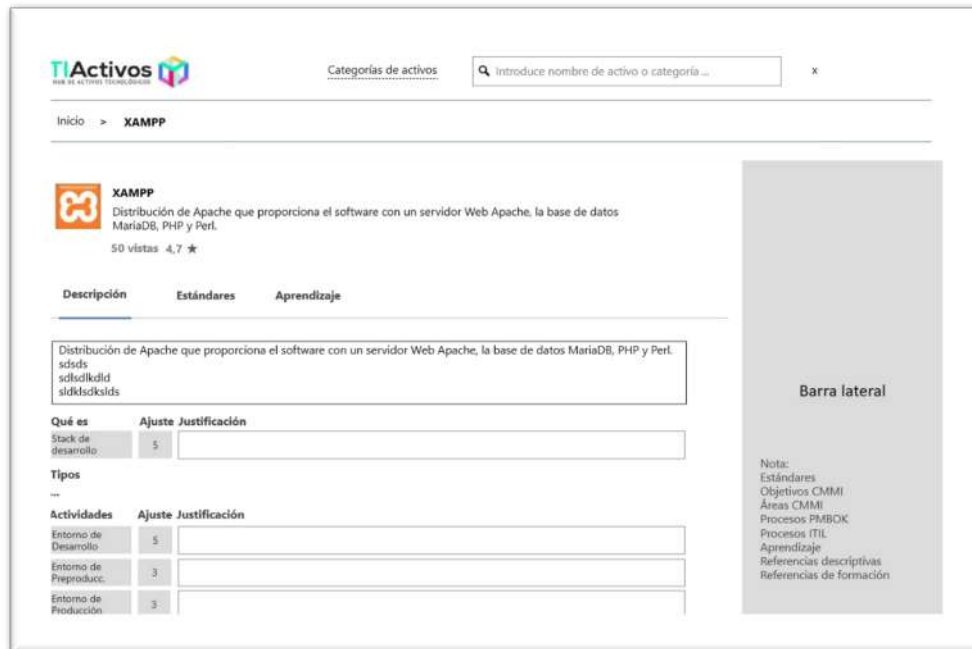 TIActivos
HUB DE ACTIVOS TECNOLÓGICOS
Categorías de activos
Introduce nombre de activo o categoría ...
x
Inicio > XAMPP
XAMPP
Distribución de Apache que proporciona el software con un servidor Web Apache, la base de datos
MariaDB, PHP y Perl.
50 vistas 4,7 ★
Descripción Estándares Aprendizaje
Distribución de Apache que proporciona el software con un servidor Web Apache, la base de datos MariaDB, PHP y Perl.
sdsds
sdlsdlkdld
sldklsdkslds
Qué es Ajuste Justificación
Stack de
desarrollo
5
Tipos
...
Actividades Ajuste Justificación
Entorno de
Desarrollo
5
Entorno de
Preproducc.
3
Entorno de
Producción
3
Barra lateral
Nota:
Estándares
Objetivos CMMI
Áreas CMMI
Procesos PMBOK
Procesos ITIL
Aprendizaje
Referencias descriptivas
Referencias de formación